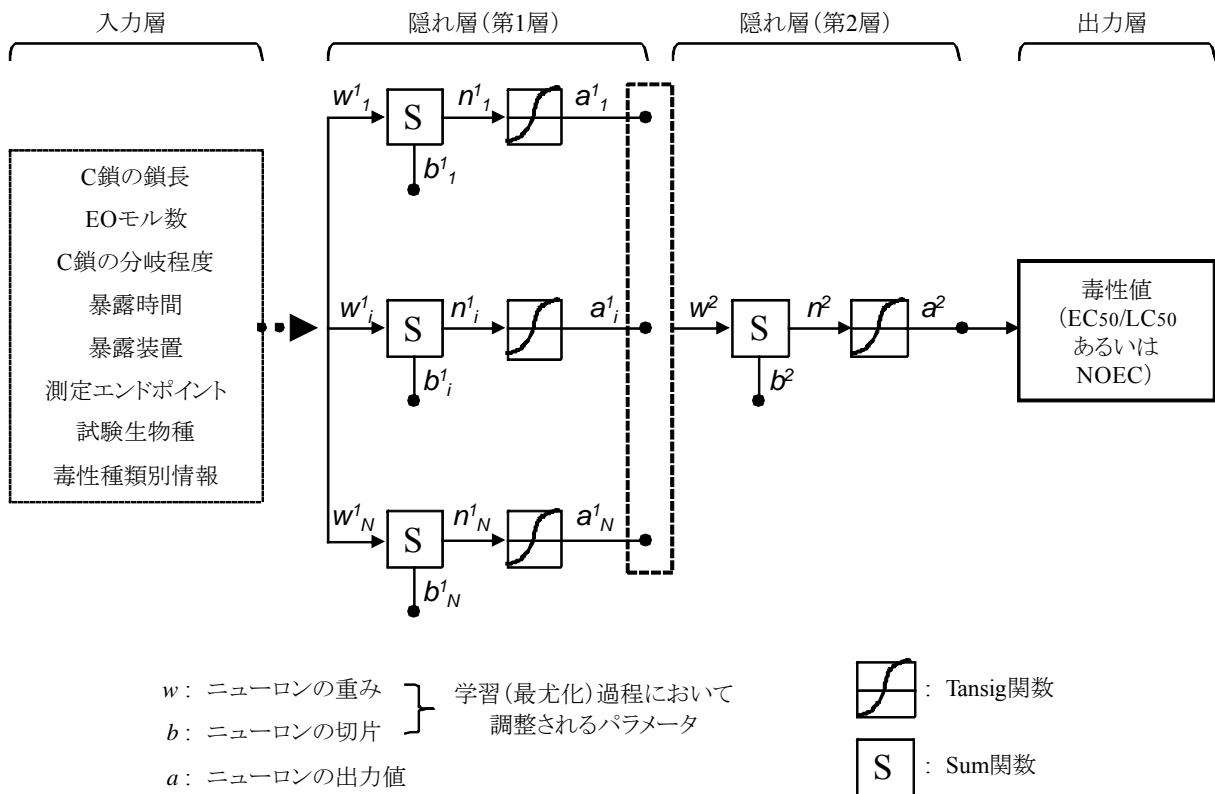 入力層
隠れ層(第1層)
隠れ層(第2層)
出力層
C鎖の鎖長
EOモル数
C鎖の分岐程度
暴露時間
暴露装置
測定エンドポイント
試験生物種
毒性種類別情報
w¹₁ S n¹₁ a¹₁
b¹₁
w¹ᵢ S n¹ᵢ a¹ᵢ
b¹ᵢ
w¹_N S n¹_N a¹_N
b¹_N
w² S n² a²
b²
毒性値
(EC50/LC50
あるいは
NOEC)
w : ニューロンの重み
b : ニューロンの切片
a : ニューロンの出力値
学習(最尤化)過程において
調整されるパラメータ
: Tansig関数
S : Sum関数